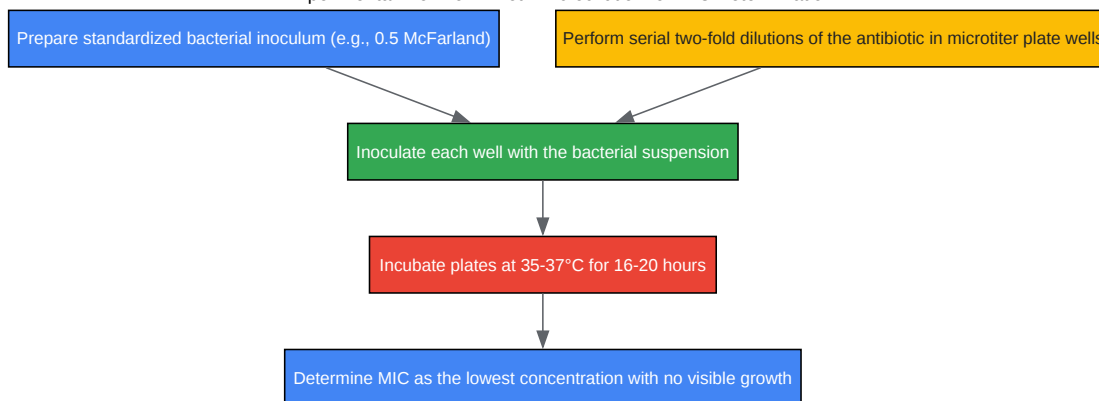 Prepare standardized bacterial inoculum (e.g., 0.5 McFarland)
Perform serial two-fold dilutions of the antibiotic in microtiter plate wells
Inoculate each well with the bacterial suspension
Incubate plates at 35-37°C for 16-20 hours
Determine MIC as the lowest concentration with no visible growth